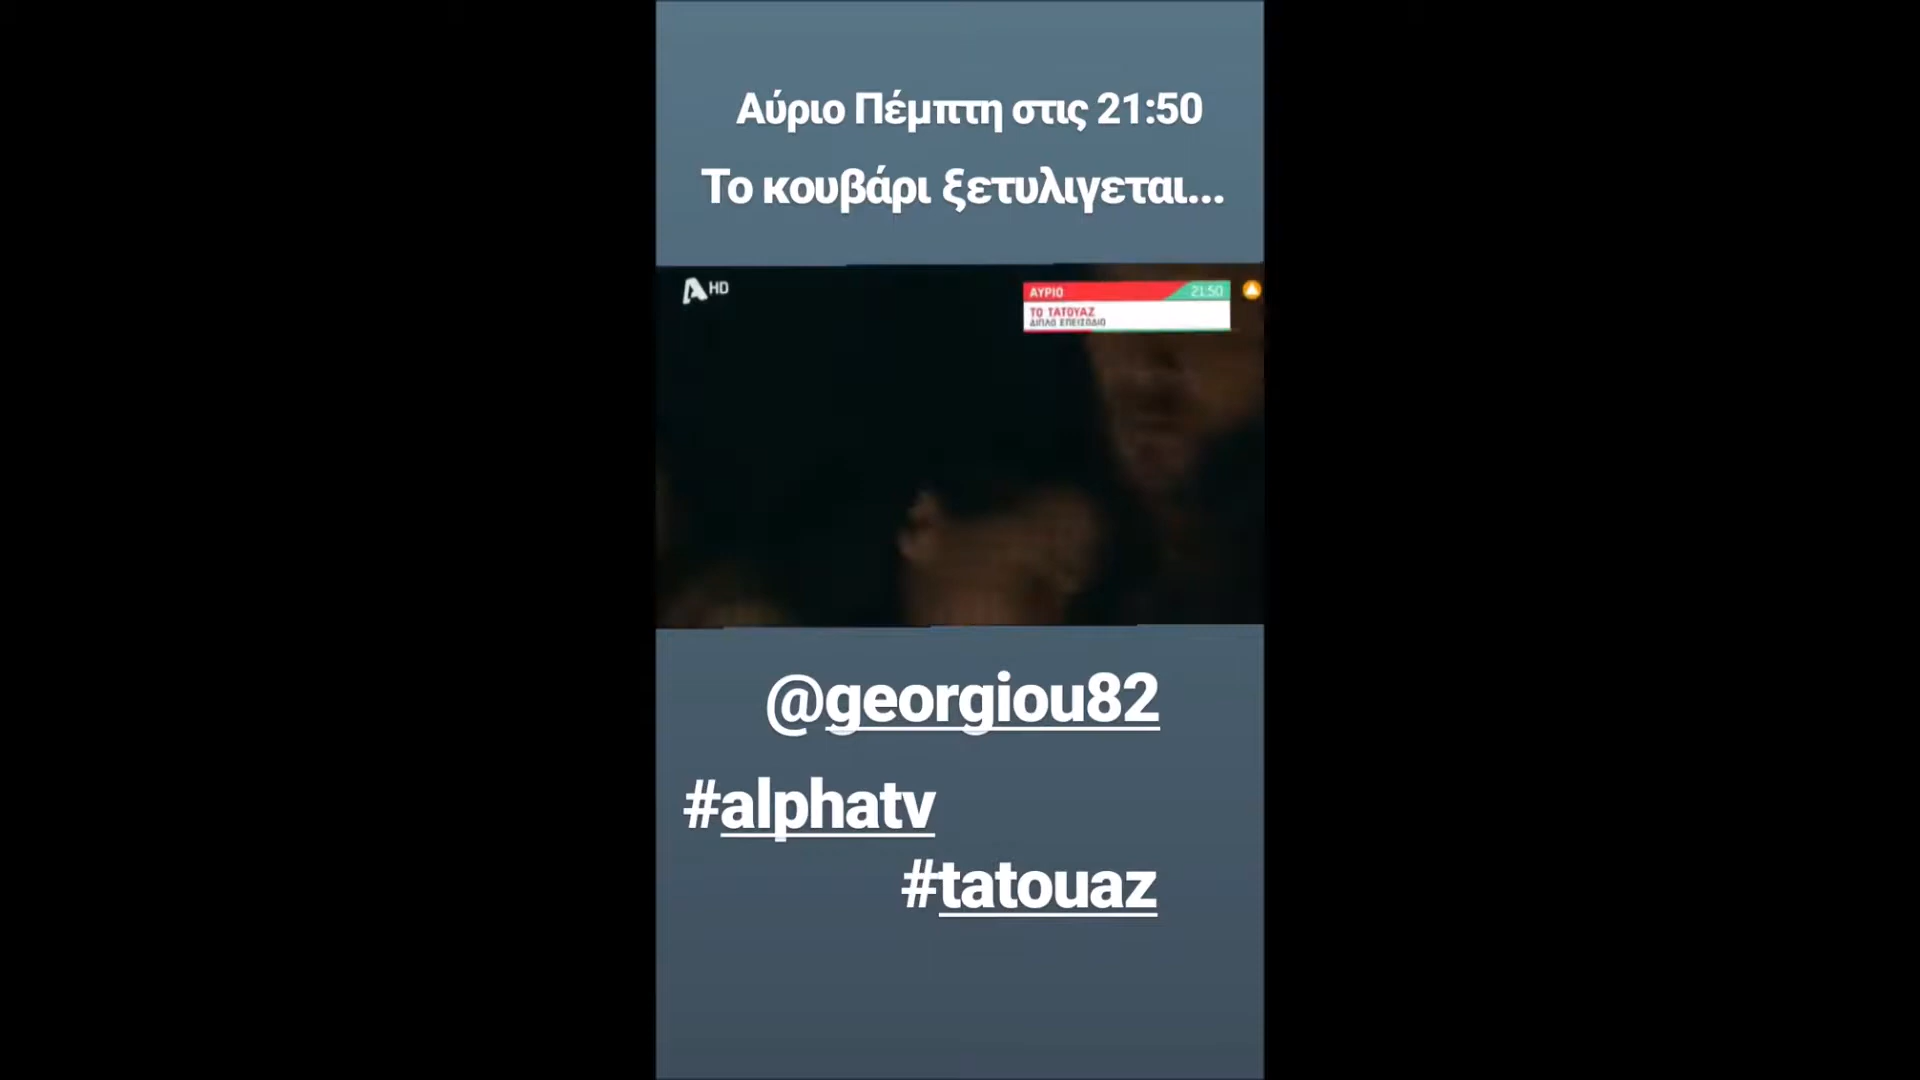 Αύριο Πέμπτη στις 21:50
Το κουβάρι ξετυλιγεται...
HD
ΑΥΡΙΟ 21:50
ΤΟ ΤΑΤΟΥΑΖ
ΔΙΠΛΟ ΕΠΕΙΣΟΔΙΟ
@georgiou82
#alphatv
#tatouaz